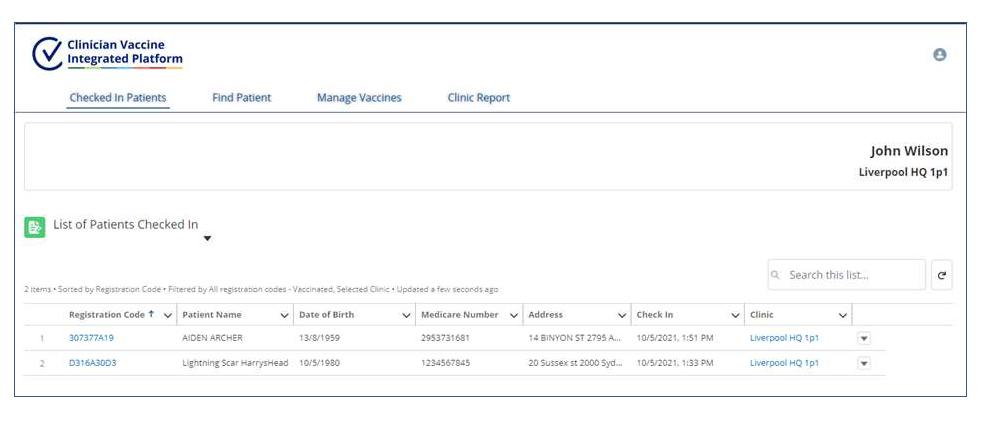 Clinician Vaccine
Integrated Platform
Checked In Patients Find Patient Manage Vaccines Clinic Report
John Wilson
Liverpool HQ 1p1
List of Patients Checked In
Search this list...
2 items • Sorted by Registration Code • Filtered by All registration codes - Vaccinated, Selected Clinic • Updated a few seconds ago
Registration Code ↑ Patient Name Date of Birth Medicare Number Address Check In Clinic
1 307377A19 AIDEN ARCHER 13/8/1959 2953731681 14 BINYON ST 2795 A... 10/5/2021, 1:51 PM Liverpool HQ 1p1
2 D316A30D3 Lightning Scar HarrysHead 10/5/1980 1234567845 20 Sussex st 2000 Syd... 10/5/2021, 1:33 PM Liverpool HQ 1p1